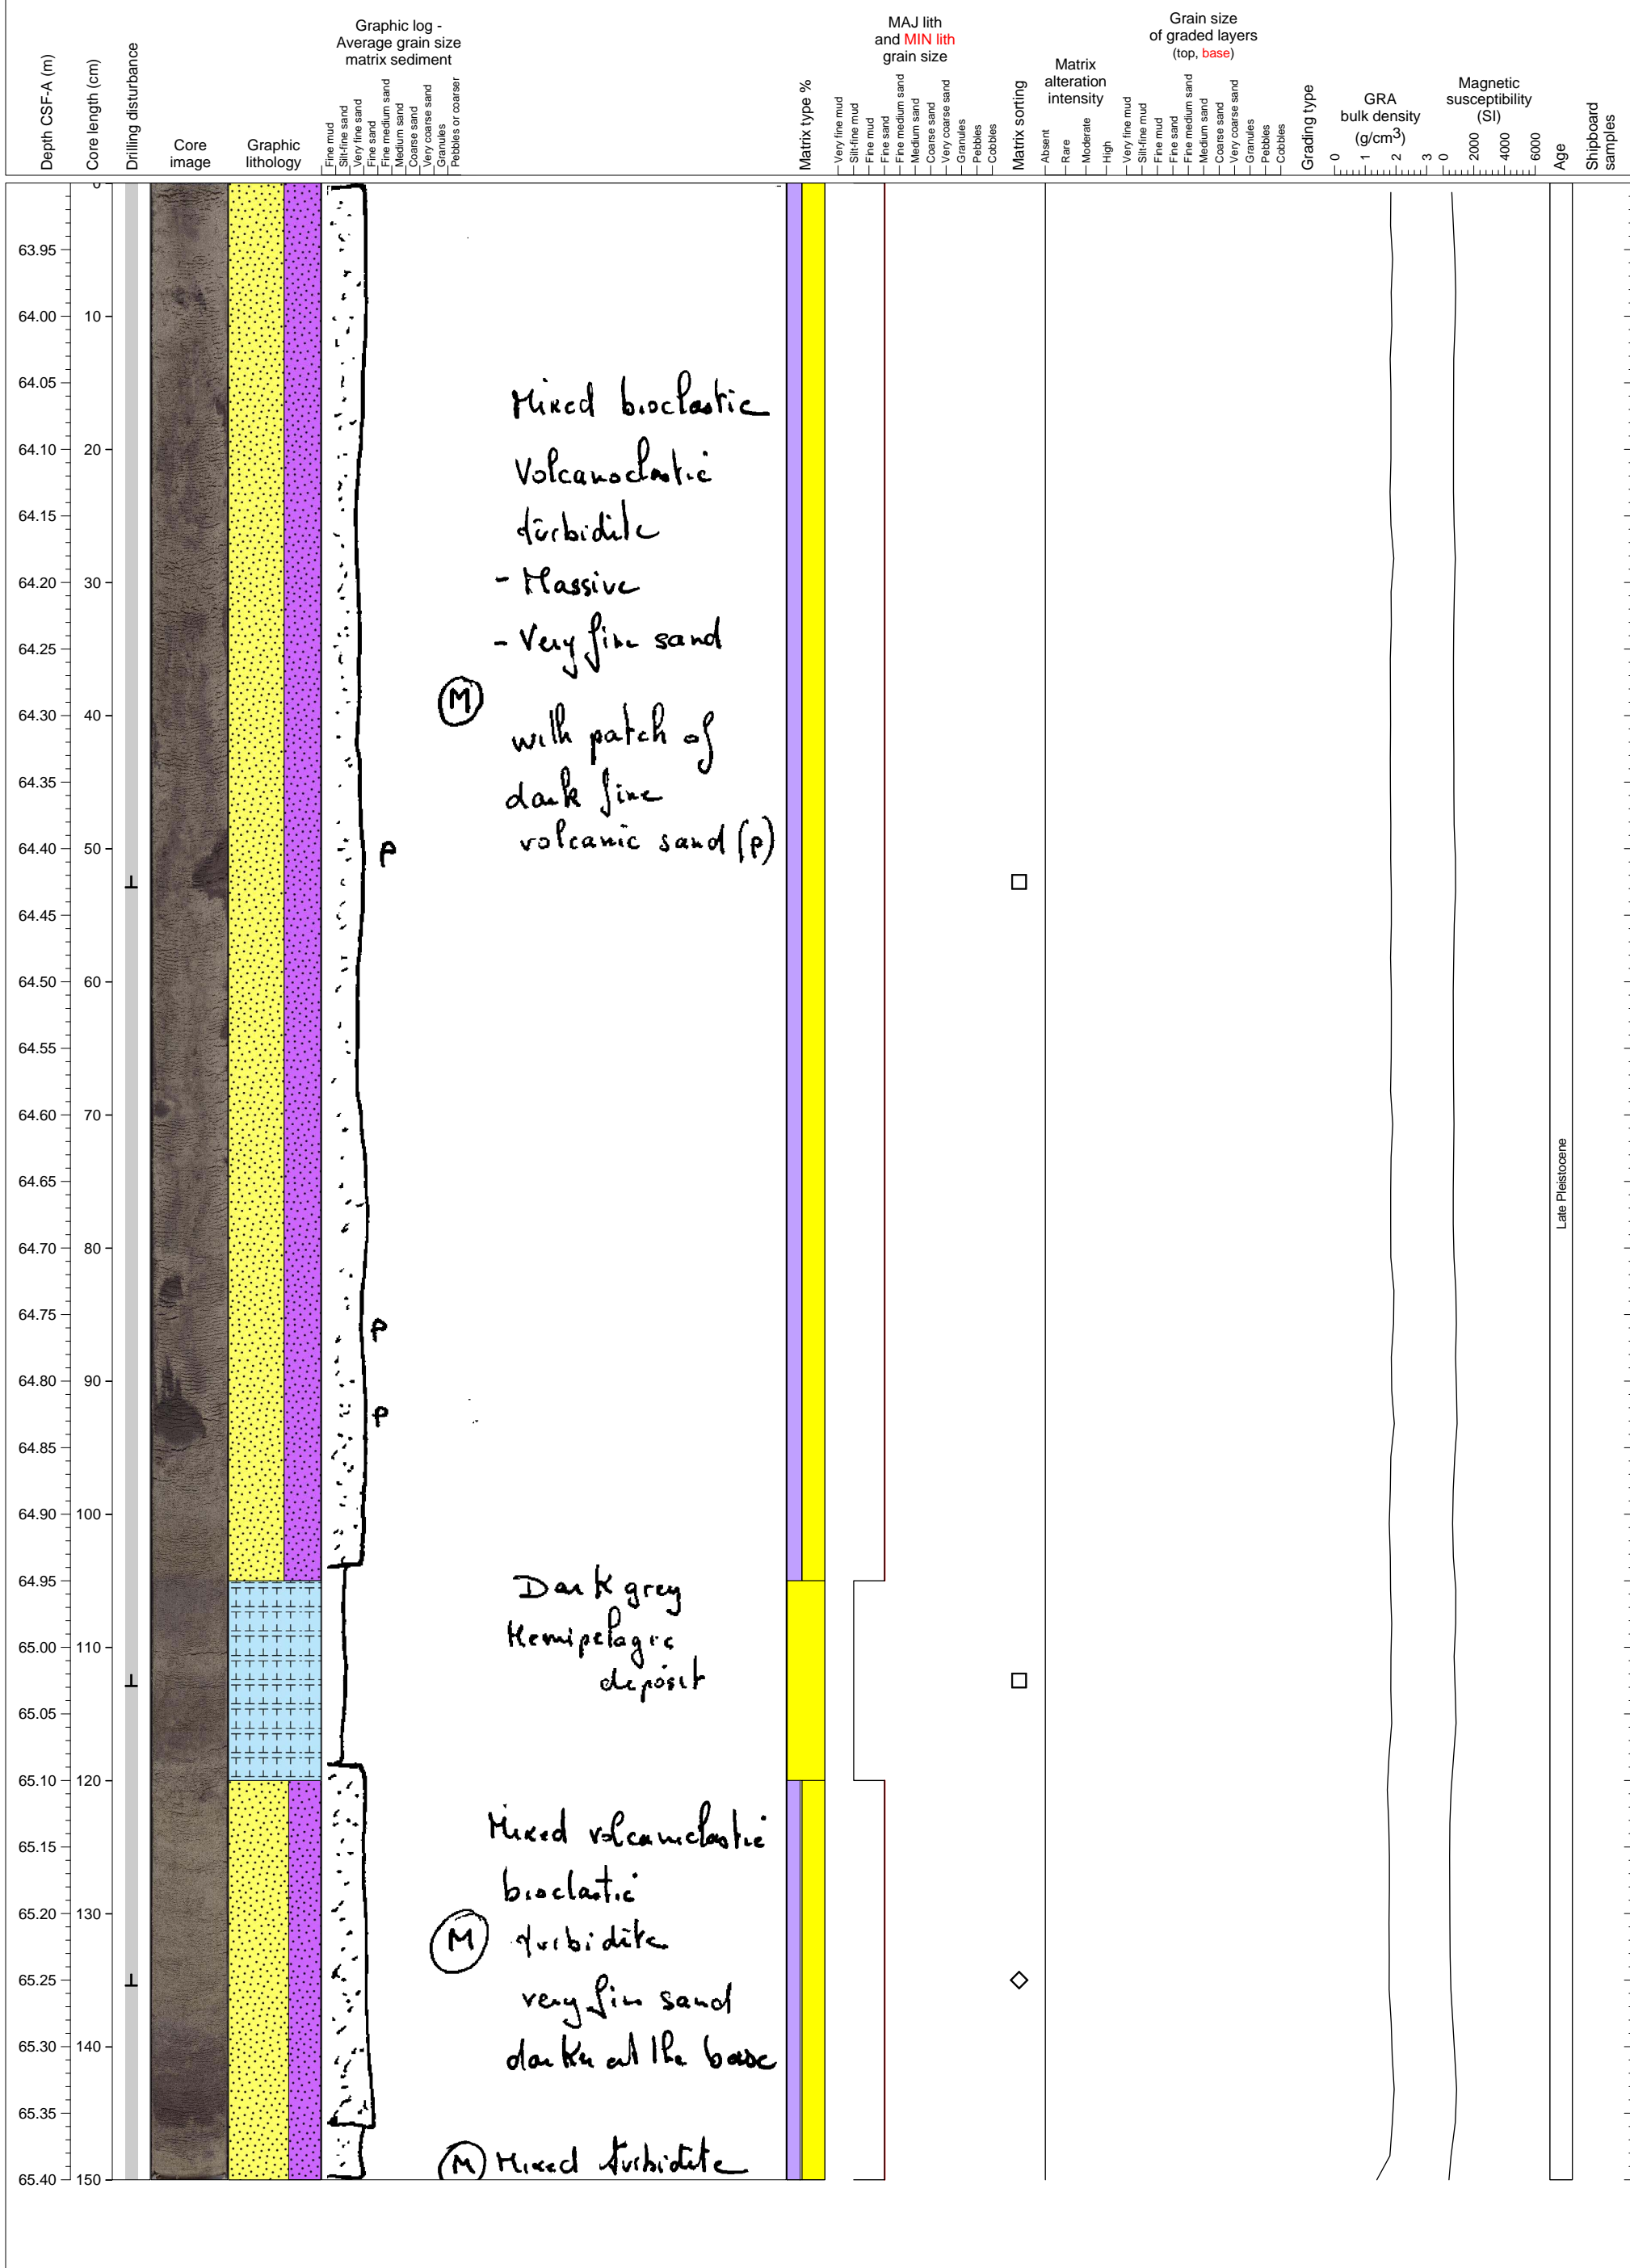 Depth CSF-A (m)
Core length (cm)
Drilling disturbance
Core
image
Graphic
lithology
Graphic log -
Average grain size
matrix sediment
Fine mud
Silt-fine sand
Very fine sand
Fine sand
Fine medium sand
Medium sand
Coarse sand
Very coarse sand
Granules
Pebbles or coarser
Matrix type %
MAJ lith
and MIN lith
grain size
Very fine mud
Silt-fine mud
Fine mud
Fine sand
Fine medium sand
Medium sand
Coarse sand
Very coarse sand
Granules
Pebbles
Cobbles
Matrix sorting
Matrix
alteration
intensity
Absent
Rare
Moderate
High
Grain size
of graded layers
(top, base)
Very fine mud
Silt-fine mud
Fine mud
Fine sand
Fine medium sand
Medium sand
Coarse sand
Very coarse sand
Granules
Pebbles
Cobbles
Grading type
GRA
bulk density
(g/cm3)
0 1 2 3
Magnetic
susceptibility
(SI)
0 2000 4000 6000
Age
Shipboard
samples
0
63.95
64.00 10
64.05
Mixed bioclastic
64.10 20
Volcanoclastic
64.15
turbidite
64.20 30
- Massive
64.25
- Very fine sand
M
64.30 40
with patch of
64.35
dark fine
volcanic sand (p)
64.40 50 P
64.45
64.50 60
64.55
64.60 70
64.65
Late Pleistocene
64.70 80
64.75
P
64.80 90
P
64.85
64.90 100
64.95
Dark grey
65.00 110
Hemipelagic
deposit
65.05
65.10 120
65.15
Mixed volcaniclastic
bioclastic
65.20 130
M turbidite
65.25
very fin sand
65.30 140
darker at the base
65.35
M Mixed turbidite
65.40 150